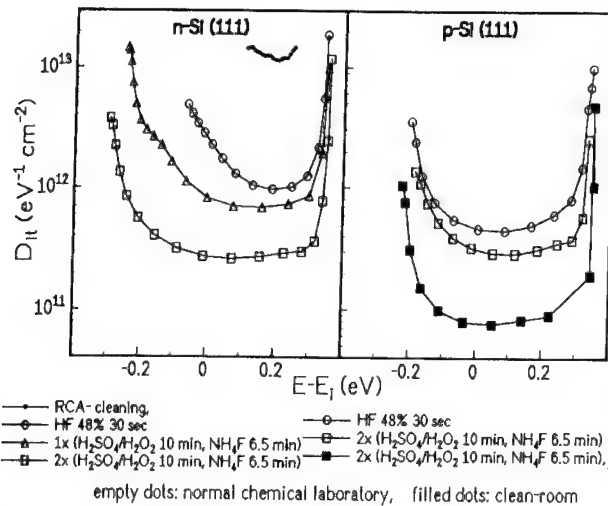 n-Si (111) p-Si (111)
10¹³
10¹²
10¹¹
D_it (eV⁻¹ cm⁻²)
-0.2 0 0.2 -0.2 0 0.2
E-E_i (eV)
RCA-cleaning, HF 48% 30 sec
HF 48% 30 sec 2x (H₂SO₄/H₂O₂ 10 min, NH₄F 6.5 min)
1x (H₂SO₄/H₂O₂ 10 min, NH₄F 6.5 min) 2x (H₂SO₄/H₂O₂ 10 min, NH₄F 6.5 min),
2x (H₂SO₄/H₂O₂ 10 min, NH₄F 6.5 min)
empty dots: normal chemical laboratory, filled dots: clean-room